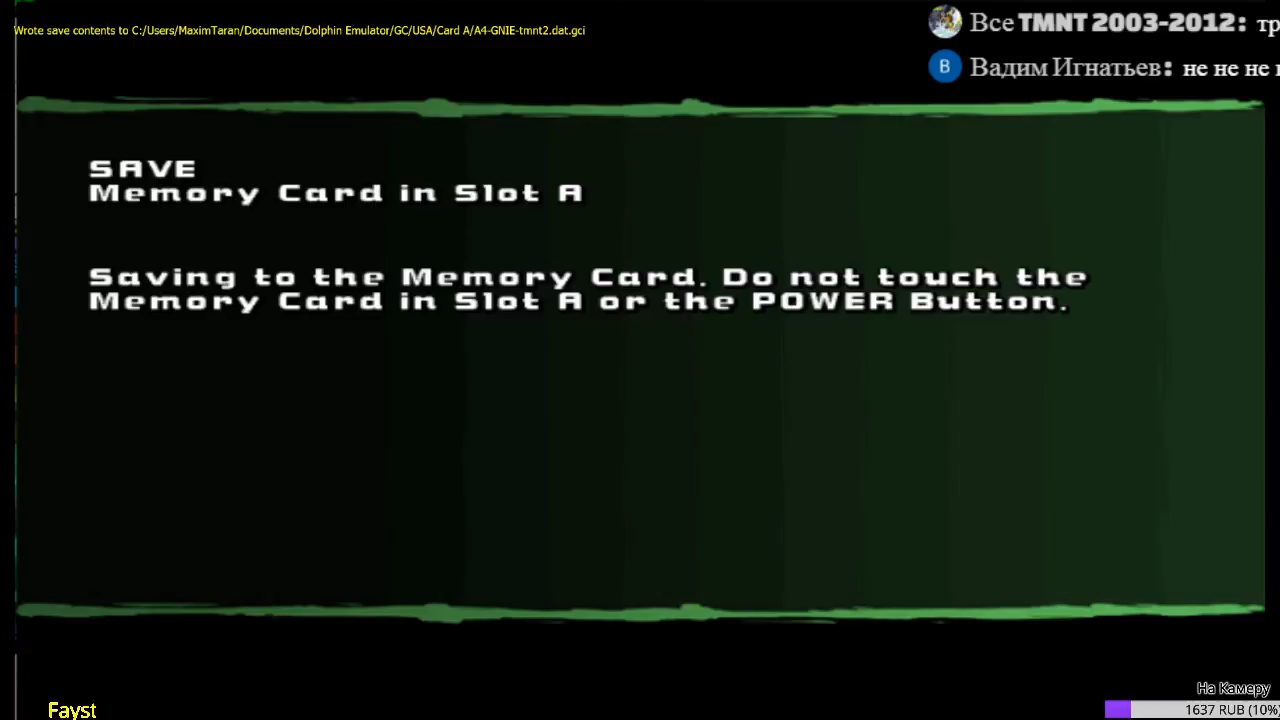 Wrote save contents to C:/Users/MaximTaran/Documents/Dolphin Emulator/GC/USA/Card A/A4-GNIE-tmnt2.dat.gci
Все TMNT 2003-2012: тр
В Вадим Игнатьев: не не не
SAVE
Memory Card in Slot A
Saving to the Memory Card. Do not touch the
Memory Card in Slot A or the POWER Button.
На Камеру
1637 RUB (10%)
Fayst